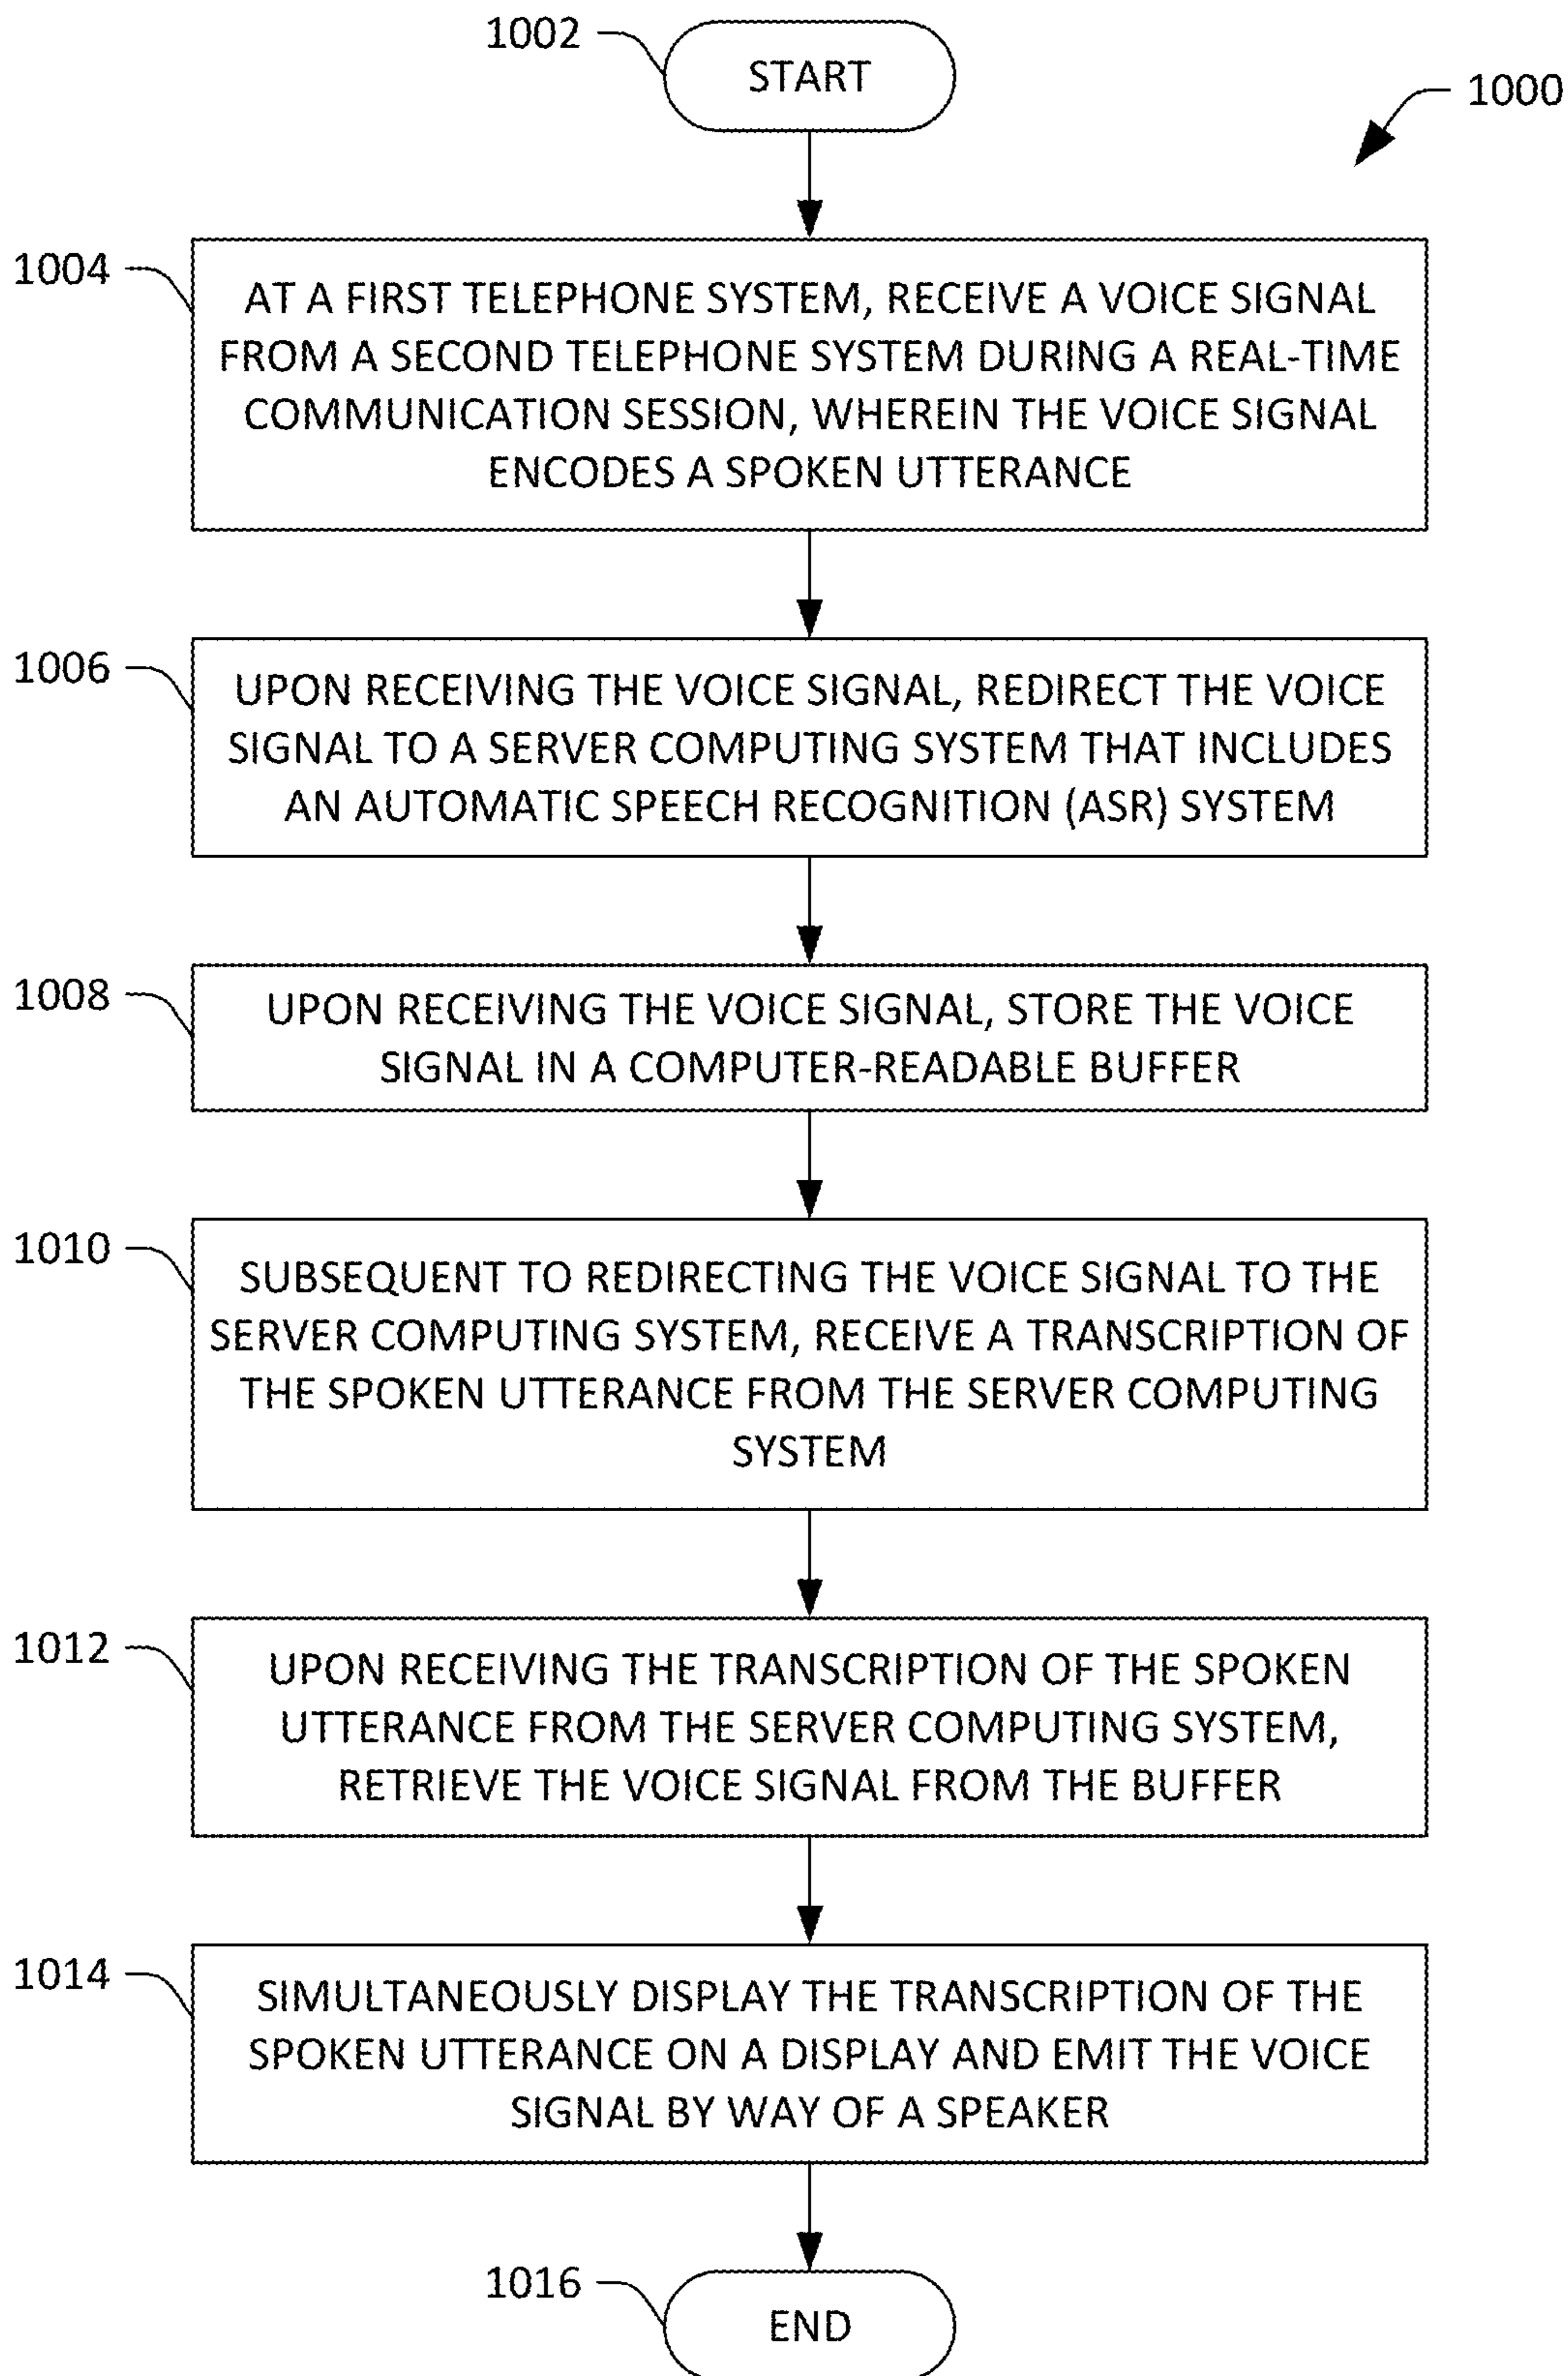 1002
START
1000
1004
AT A FIRST TELEPHONE SYSTEM, RECEIVE A VOICE SIGNAL
FROM A SECOND TELEPHONE SYSTEM DURING A REAL-TIME
COMMUNICATION SESSION, WHEREIN THE VOICE SIGNAL
ENCODES A SPOKEN UTTERANCE
1006
UPON RECEIVING THE VOICE SIGNAL, REDIRECT THE VOICE
SIGNAL TO A SERVER COMPUTING SYSTEM THAT INCLUDES
AN AUTOMATIC SPEECH RECOGNITION (ASR) SYSTEM
1008
UPON RECEIVING THE VOICE SIGNAL, STORE THE VOICE
SIGNAL IN A COMPUTER-READABLE BUFFER
1010
SUBSEQUENT TO REDIRECTING THE VOICE SIGNAL TO THE
SERVER COMPUTING SYSTEM, RECEIVE A TRANSCRIPTION OF
THE SPOKEN UTTERANCE FROM THE SERVER COMPUTING
SYSTEM
1012
UPON RECEIVING THE TRANSCRIPTION OF THE SPOKEN
UTTERANCE FROM THE SERVER COMPUTING SYSTEM,
RETRIEVE THE VOICE SIGNAL FROM THE BUFFER
1014
SIMULTANEOUSLY DISPLAY THE TRANSCRIPTION OF THE
SPOKEN UTTERANCE ON A DISPLAY AND EMIT THE VOICE
SIGNAL BY WAY OF A SPEAKER
1016
END